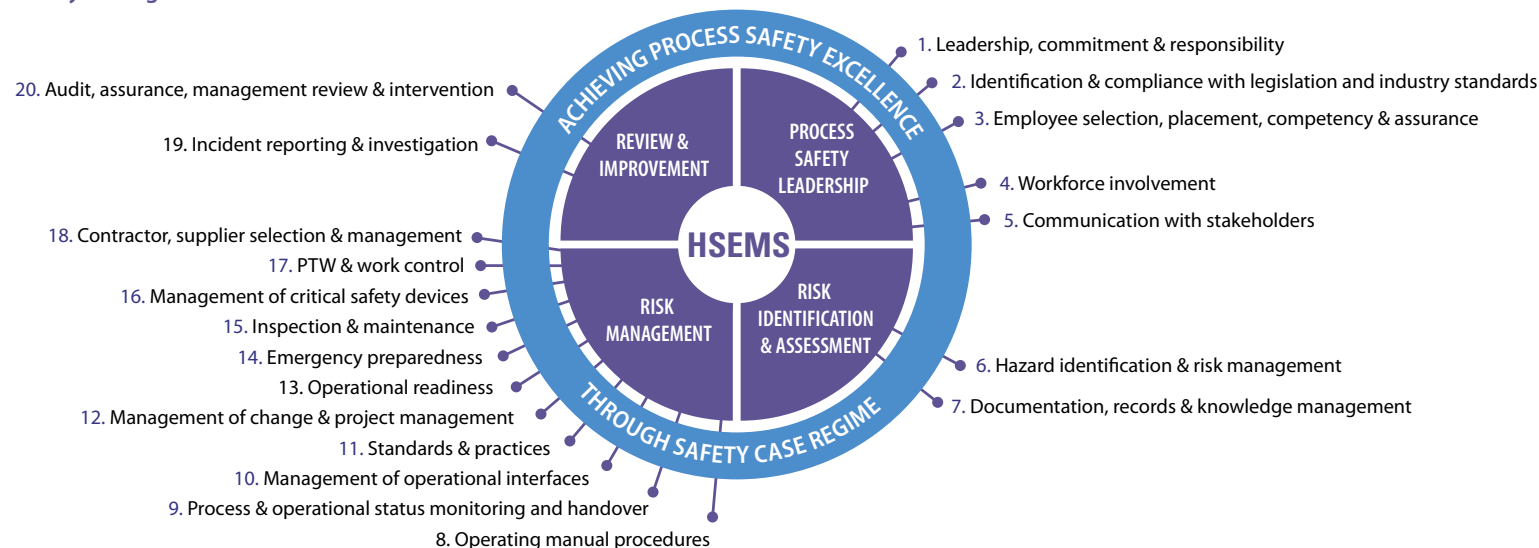 ACHIEVING PROCESS SAFETY EXCELLENCE
THROUGH SAFETY CASE REGIME
REVIEW &
IMPROVEMENT
PROCESS
SAFETY
LEADERSHIP
HSEMS
RISK
MANAGEMENT
RISK
IDENTIFICATION
& ASSESSMENT
1. Leadership, commitment & responsibility
2. Identification & compliance with legislation and industry standards
3. Employee selection, placement, competency & assurance
4. Workforce involvement
5. Communication with stakeholders
6. Hazard identification & risk management
7. Documentation, records & knowledge management
8. Operating manual procedures
9. Process & operational status monitoring and handover
10. Management of operational interfaces
11. Standards & practices
12. Management of change & project management
13. Operational readiness
14. Emergency preparedness
15. Inspection & maintenance
16. Management of critical safety devices
17. PTW & work control
18. Contractor, supplier selection & management
19. Incident reporting & investigation
20. Audit, assurance, management review & intervention